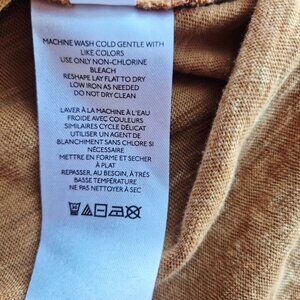 MACHINE WASH COLD GENTLE WITH
LIKE COLORS
USE ONLY NON-CHLORINE
BLEACH
RESHAPE LAY FLAT TO DRY
LOW IRON AS NEEDED
DO NOT DRY CLEAN
LAVER À LA MACHINE À L'EAU
FROIDE AVEC COULEURS
SIMILAIRES CYCLE DÉLICAT
UTILISER UN AGENT DE
BLANCHIMENT SANS CHLORE SI
NÉCESSAIRE
METTRE EN FORME ET SECHER
À PLAT
REPASSER, AU BESOIN, À TRÈS
BASSE TEMPÉRATURE
NE PAS NETTOYER À SEC